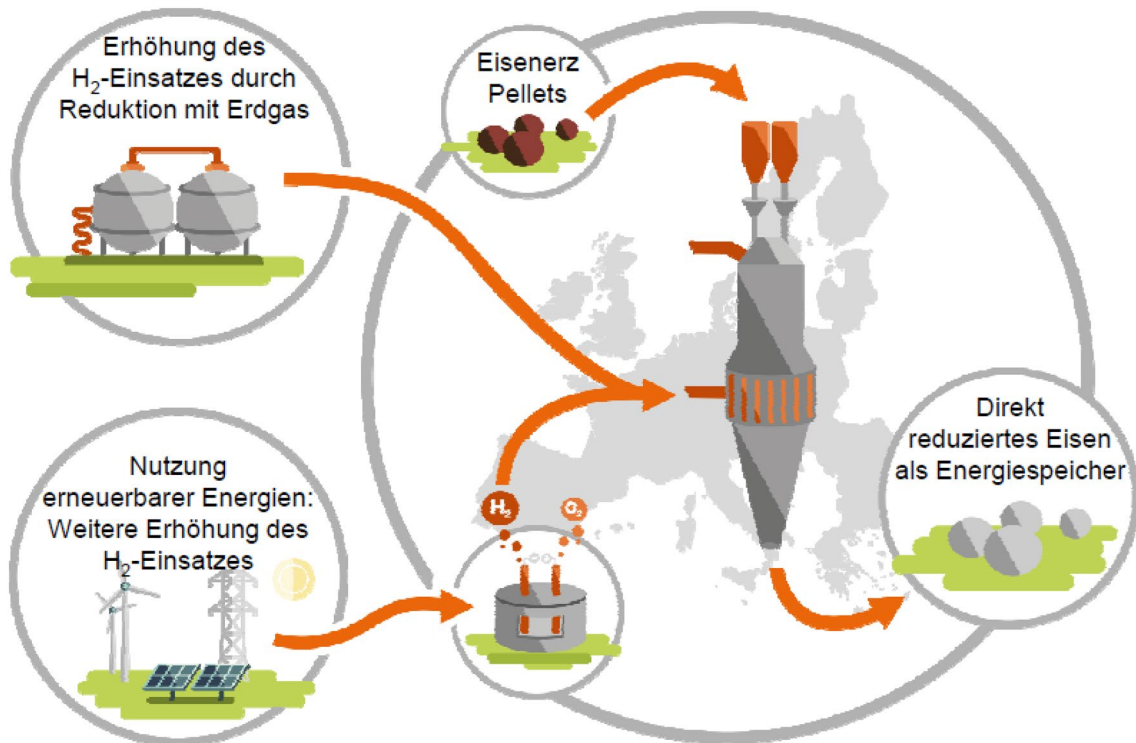 Erhöhung des
H₂-Einsatzes durch
Reduktion mit Erdgas
Eisenerz
Pellets
Direkt
reduziertes Eisen
als Energiespeicher
Nutzung
erneuerbarer Energien:
Weitere Erhöhung des
H₂-Einsatzes
H₂
O₂